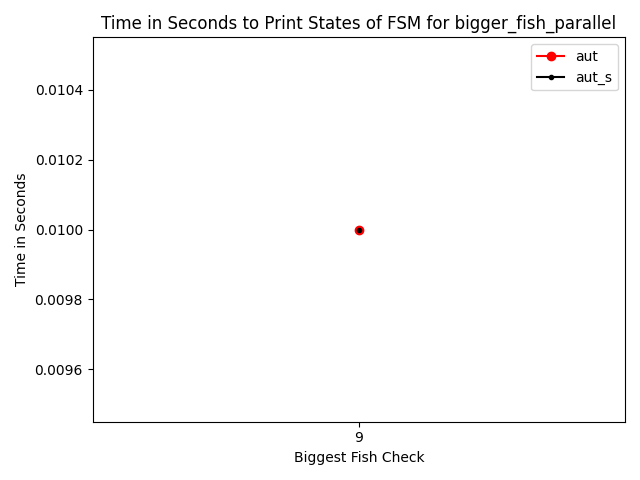 Time in Seconds to Print States of FSM for bigger_fish_parallel
aut
aut_s
0.0104
0.0102
0.0100
0.0098
0.0096
Time in Seconds
9
Biggest Fish Check